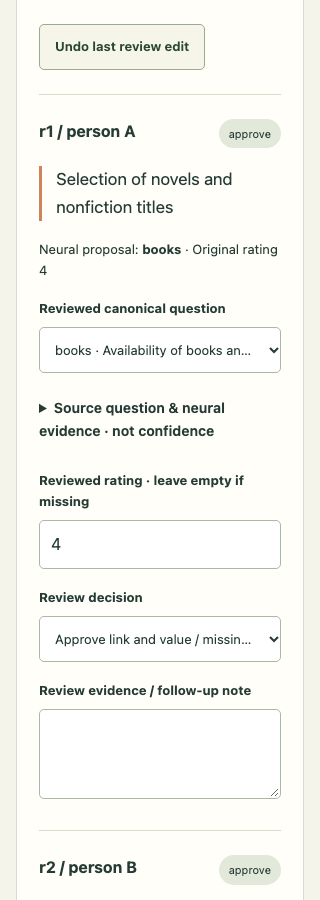 Undo last review edit
r1 / person A
approve
Selection of novels and
nonfiction titles
Neural proposal: books · Original rating
4
Reviewed canonical question
books · Availability of books an...
▶ Source question & neural
evidence · not confidence
Reviewed rating · leave empty if
missing
4
Review decision
Approve link and value / missin...
Review evidence / follow-up note
r2 / person B
approve